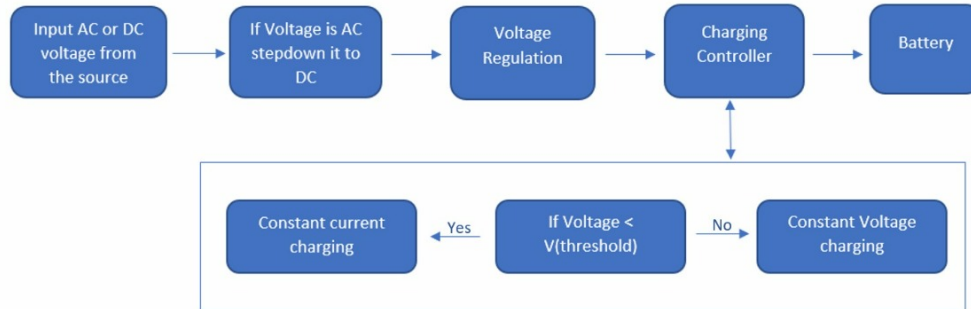 Input AC or DC
voltage from
the source
If Voltage is AC
stepdown it to
DC
Voltage
Regulation
Charging
Controller
Battery
Constant current
charging
Yes
If Voltage <
V(threshold)
No
Constant Voltage
charging